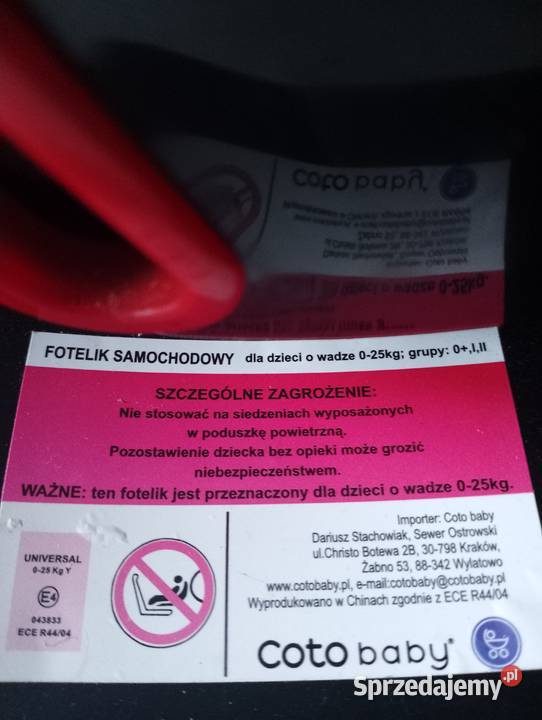 coto baby
FOTELIK SAMOCHODOWY dla dzieci o wadze 0-25kg; grupy: 0+,I,II
SZCZEGÓLNE ZAGROŻENIE:
Nie stosować na siedzeniach wyposażonych
w poduszkę powietrzną.
Pozostawienie dziecka bez opieki może grozić
niebezpieczeństwem.
WAŻNE: ten fotelik jest przeznaczony dla dzieci o wadze 0-25kg.
UNIVERSAL
0-25 Kg Y
E4
043833
ECE R44/04
Importer: Coto baby
Dariusz Stachowiak, Sewer Ostrowski
ul.Christo Botewa 2B, 30-798 Kraków,
Żabno 53, 88-342 Wylatowo
www.cotobaby.pl, e-mail:cotobaby@cotobaby.pl
Wyprodukowano w Chinach zgodnie z ECE R44/04
coto baby®
Sprzedajemy.pl